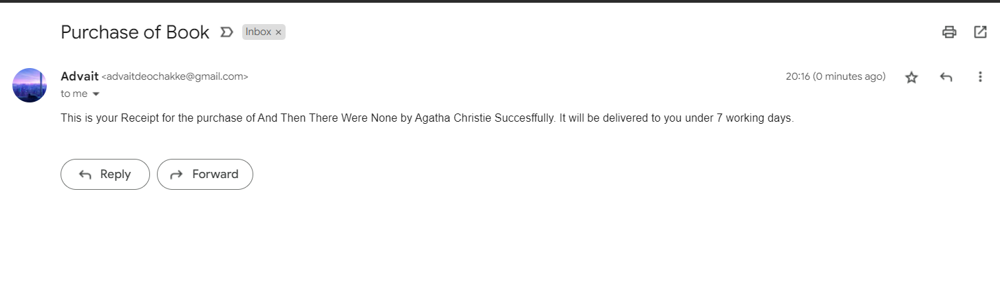 Purchase of Book Inbox ×
Advait <advaitdeochakke@gmail.com> 20:16 (0 minutes ago)
to me
This is your Receipt for the purchase of And Then There Were None by Agatha Christie Succesffully. It will be delivered to you under 7 working days.
Reply Forward